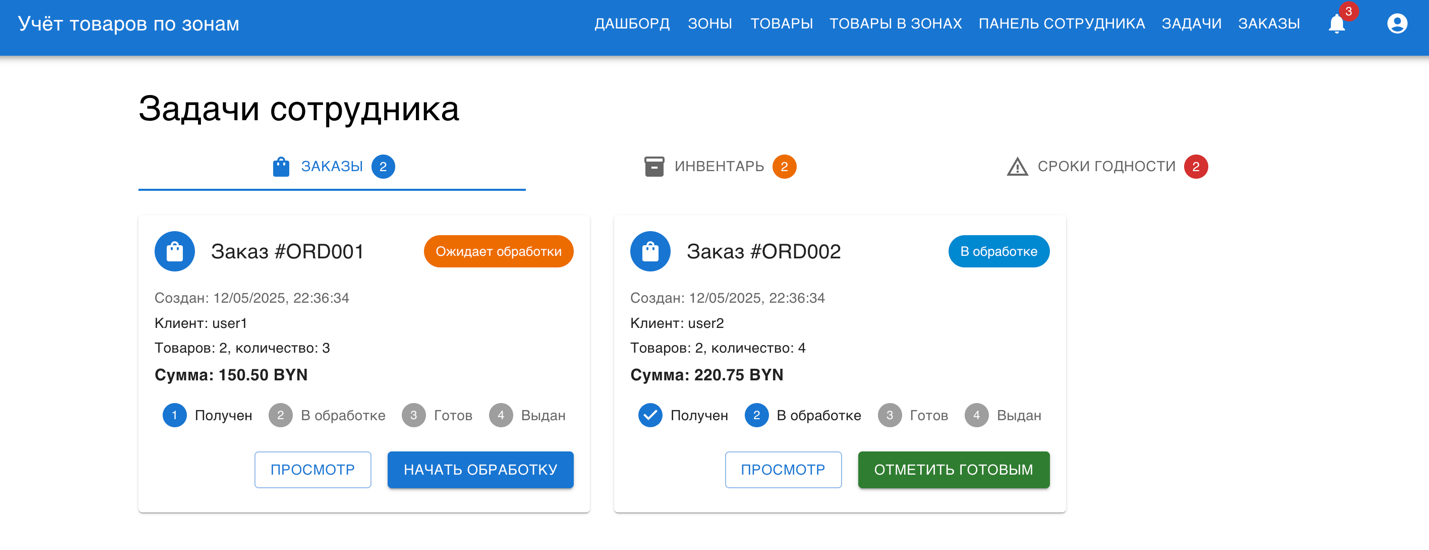 Учёт товаров по зонам ДАШБОРД ЗОНЫ ТОВАРЫ ТОВАРЫ В ЗОНАХ ПАНЕЛЬ СОТРУДНИКА ЗАДАЧИ ЗАКАЗЫ 3
Задачи сотрудника
ЗАКАЗЫ 2 ИНВЕНТАРЬ 2 СРОКИ ГОДНОСТИ 2
Заказ #ORD001 Ожидает обработки
Создан: 12/05/2025, 22:36:34
Клиент: user1
Товаров: 2, количество: 3
Сумма: 150.50 BYN
1 Получен 2 В обработке 3 Готов 4 Выдан
ПРОСМОТР НАЧАТЬ ОБРАБОТКУ
Заказ #ORD002 В обработке
Создан: 12/05/2025, 22:36:34
Клиент: user2
Товаров: 2, количество: 4
Сумма: 220.75 BYN
Получен 2 В обработке 3 Готов 4 Выдан
ПРОСМОТР ОТМЕТИТЬ ГОТОВЫМ